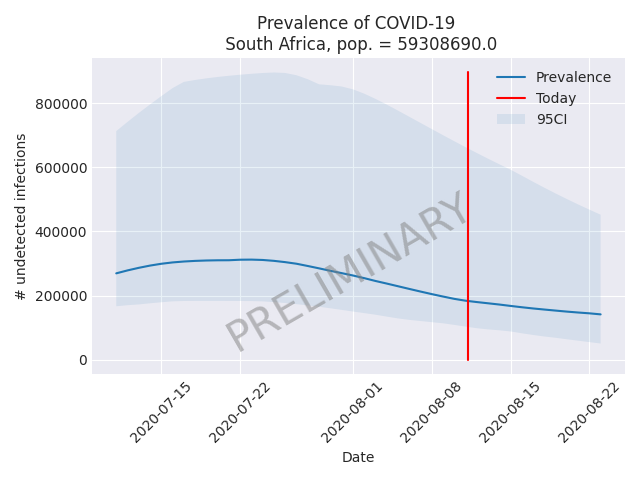 Prevalence of COVID-19
South Africa, pop. = 59308690.0
# undetected infections
800000
600000
400000
200000
0
Prevalence
Today
95CI
PRELIMINARY
2020-07-15
2020-07-22
2020-08-01
2020-08-08
2020-08-15
2020-08-22
Date